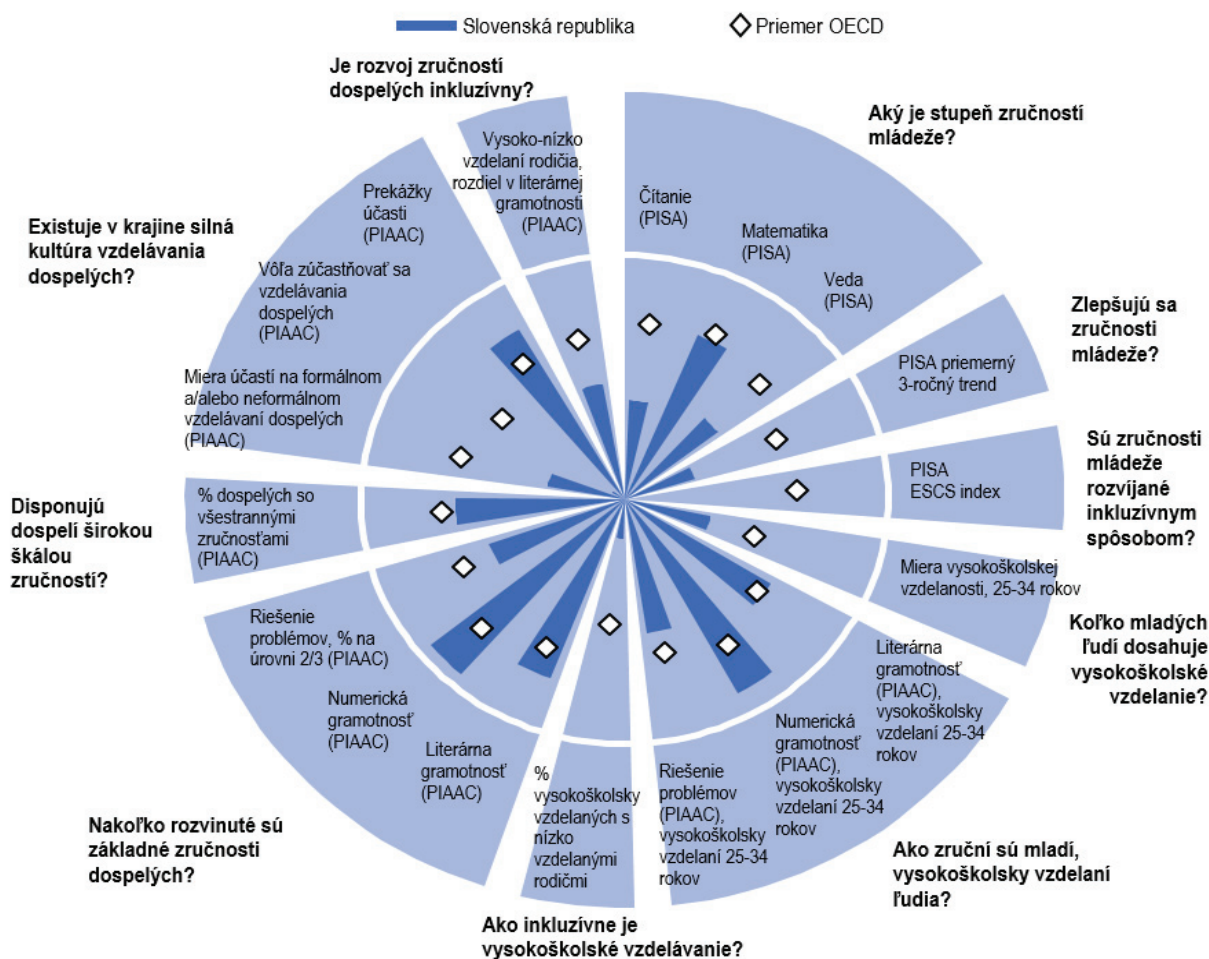 Slovenská republika
Priemer OECD
Je rozvoj zručností
dospelých inkluzívny?
Aký je stupeň zručností
mládeže?
Vysoko-nízko
vzdelaní rodičia,
rozdiel v literárnej
gramotnosti
(PIAAC)
Čítanie
(PISA)
Matematika
(PISA)
Veda
(PISA)
Zlepšujú sa
zručnosti
mládeže?
PISA priemerný
3-ročný trend
Sú zručnosti
mládeže
rozvíjané
inkluzívnym
spôsobom?
PISA
ESCS index
Miera vysokoškolskej
vzdelanosti, 25-34 rokov
Koľko mladých
ľudí dosahuje
vysokoškolské
vzdelanie?
Literárna
gramotnosť
(PIAAC),
vysokoškolsky
vzdelaní 25-34
rokov
Numerická
gramotnosť
(PIAAC),
vysokoškolsky
vzdelaní 25-34
rokov
Riešenie
problémov
(PIAAC),
vysokoškolsky
vzdelaní 25-34
rokov
Ako zruční sú mladí,
vysokoškolsky vzdelaní
ľudia?
%
vysokoškolsky
vzdelaných s
nízko
vzdelanými
rodičmi
Ako inkluzívne je
vysokoškolské vzdelávanie?
Literárna
gramotnosť
(PIAAC)
Numerická
gramotnosť
(PIAAC)
Riešenie
problémov, % na
úrovni 2/3 (PIAAC)
Nakoľko rozvinuté sú
základné zručnosti
dospelých?
% dospelých so
všestrannými
zručnosťami
(PIAAC)
Disponujú
dospelí širokou
škálou
zručností?
Miera účastí na formálnom
a/alebo neformálnom
vzdelávaní dospelých
(PIAAC)
Vôľa zúčastňovať sa
vzdelávania
dospelých
(PIAAC)
Prekážky
účasti
(PIAAC)
Existuje v krajine silná
kultúra vzdelávania
dospelých?